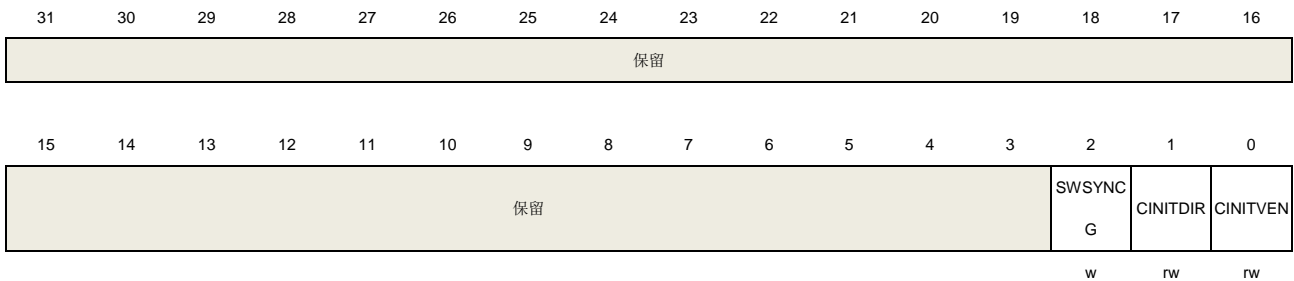 31 30 29 28 27 26 25 24 23 22 21 20 19 18 17 16
保留
15 14 13 12 11 10 9 8 7 6 5 4 3 2 1 0
保留 SWSYNC
G CINITDIR CINITVEN
w rw rw